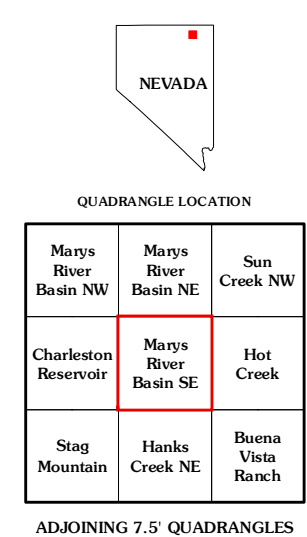 NEVADA
QUADRANGLE LOCATION
Marys
River
Basin NW
Marys
River
Basin NE
Sun
Creek NW
Charleston
Reservoir
Marys
River
Basin SE
Hot
Creek
Stag
Mountain
Hanks
Creek NE
Buena
Vista
Ranch
ADJOINING 7.5' QUADRANGLES